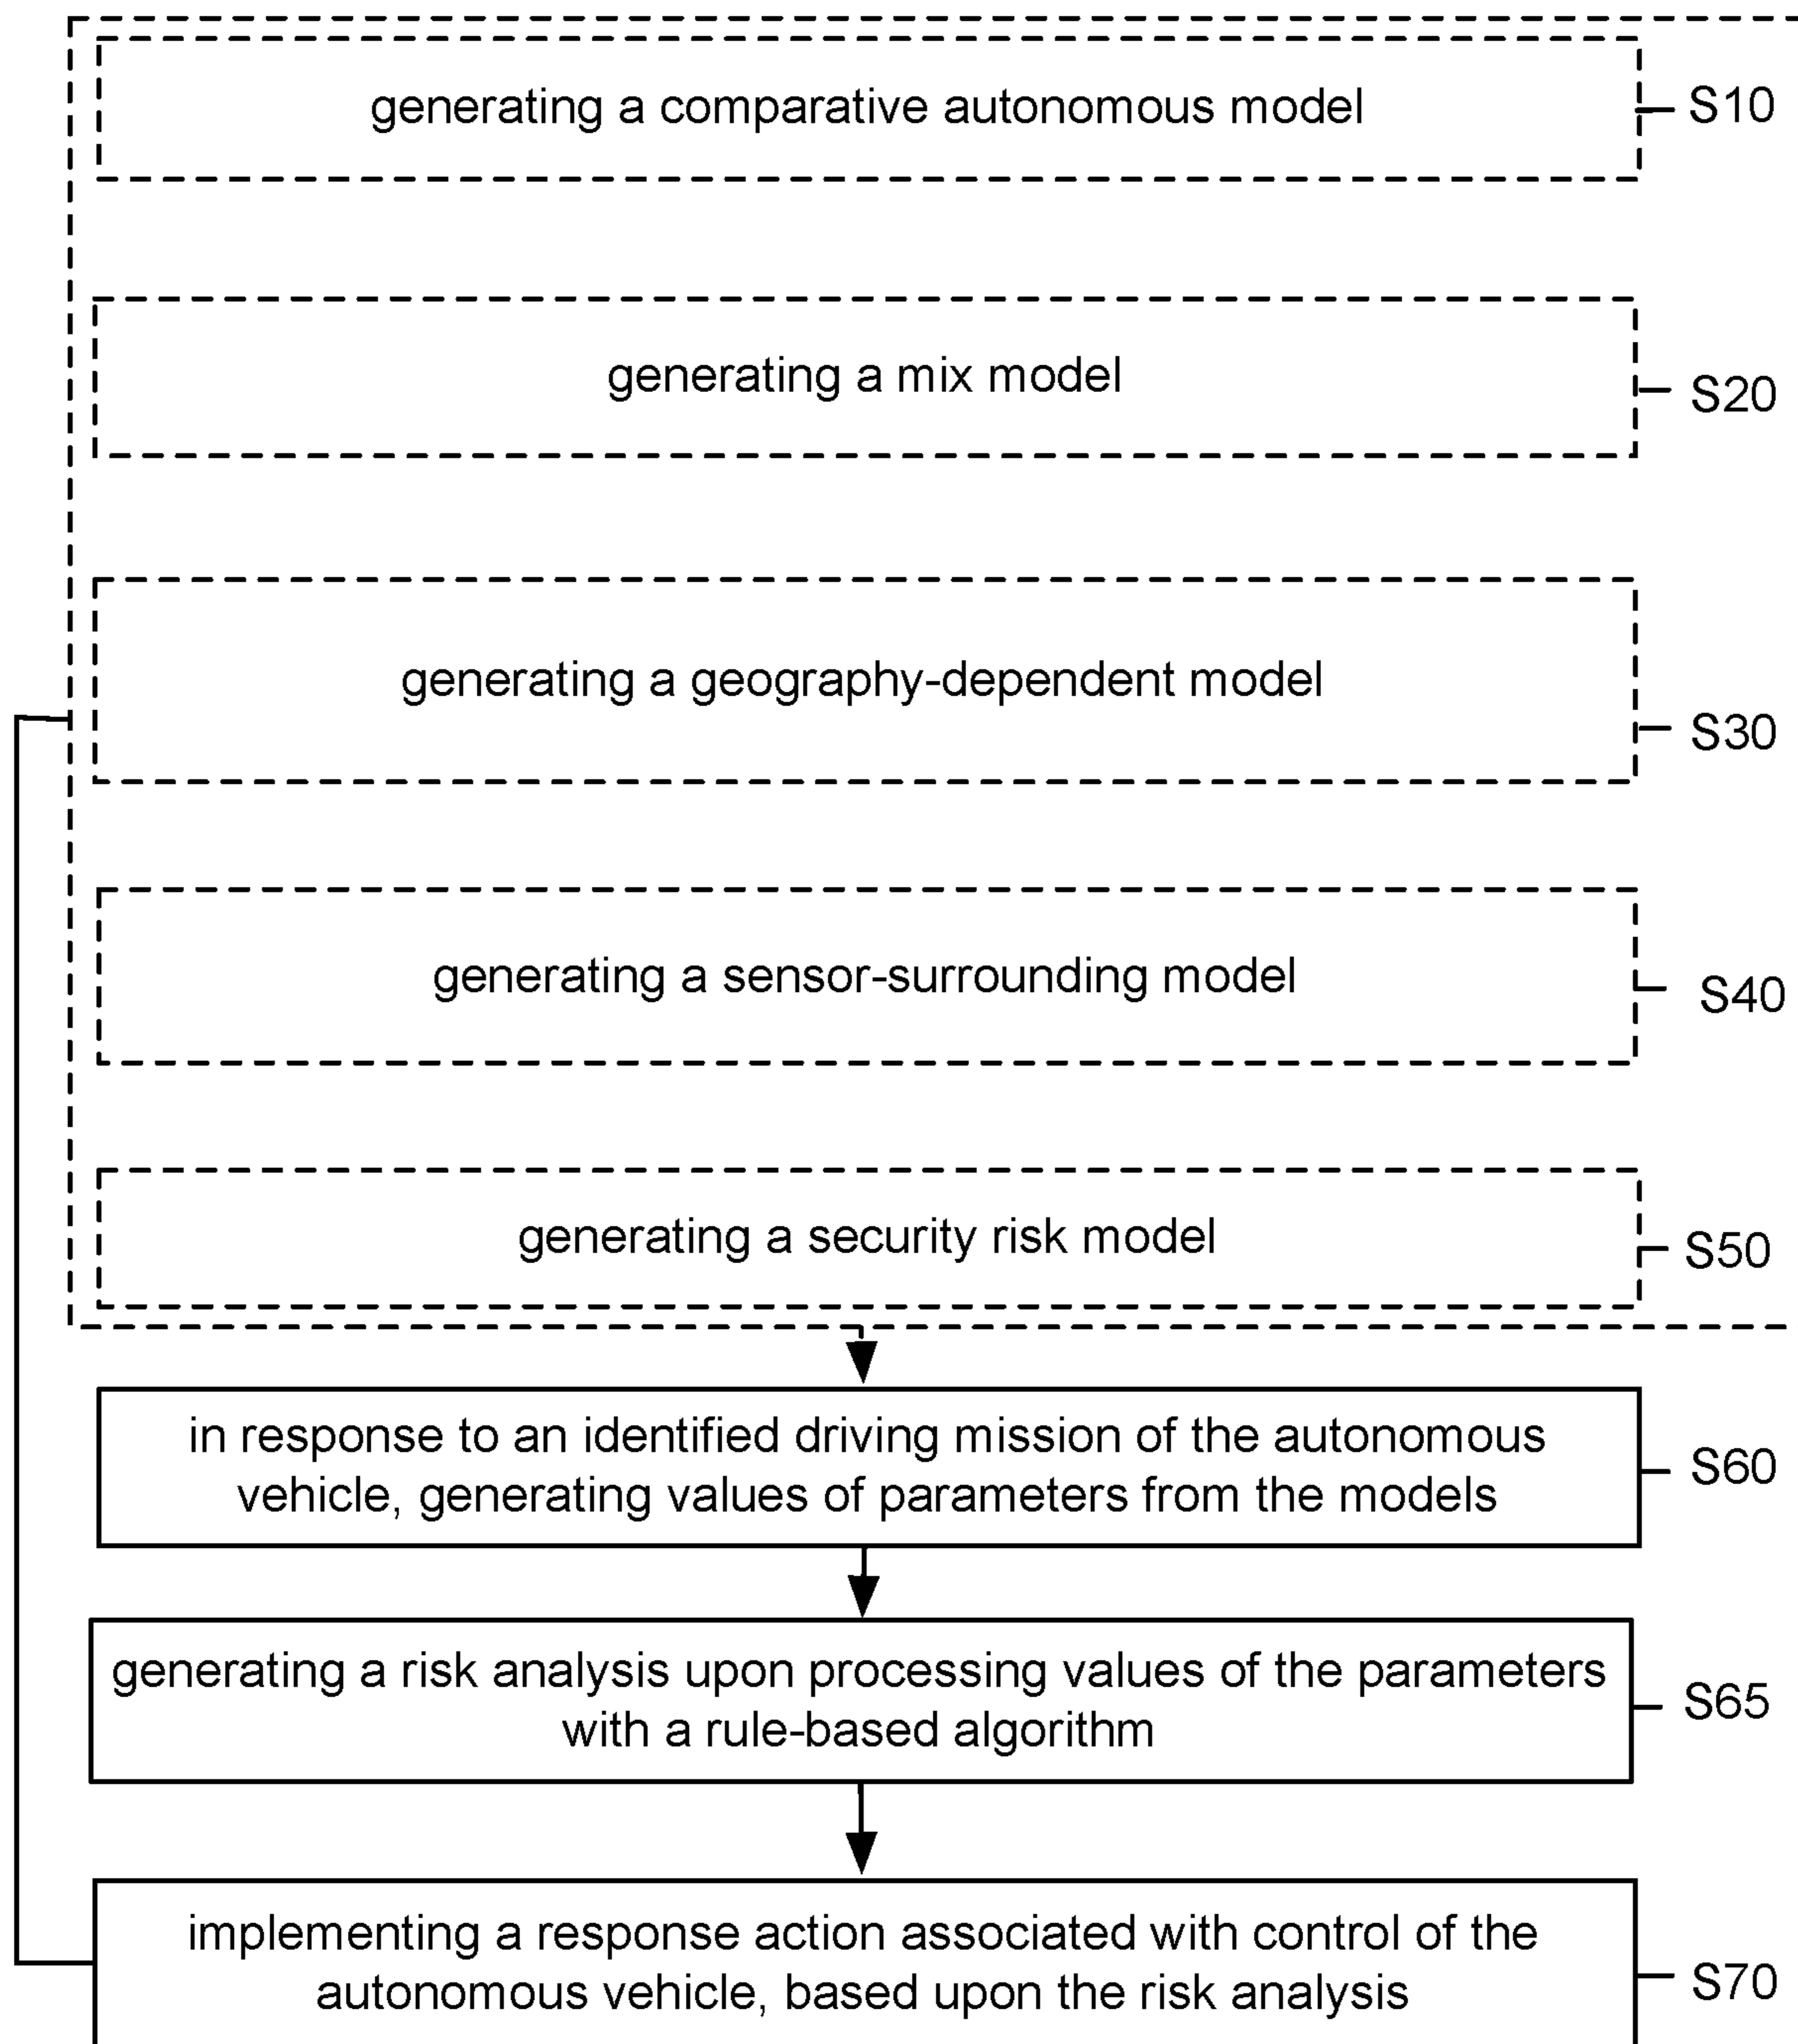 generating a comparative autonomous model
S10
generating a mix model
S20
generating a geography-dependent model
S30
generating a sensor-surrounding model
S40
generating a security risk model
S50
in response to an identified driving mission of the autonomous
vehicle, generating values of parameters from the models
S60
generating a risk analysis upon processing values of the parameters
with a rule-based algorithm
S65
implementing a response action associated with control of the
autonomous vehicle, based upon the risk analysis
S70